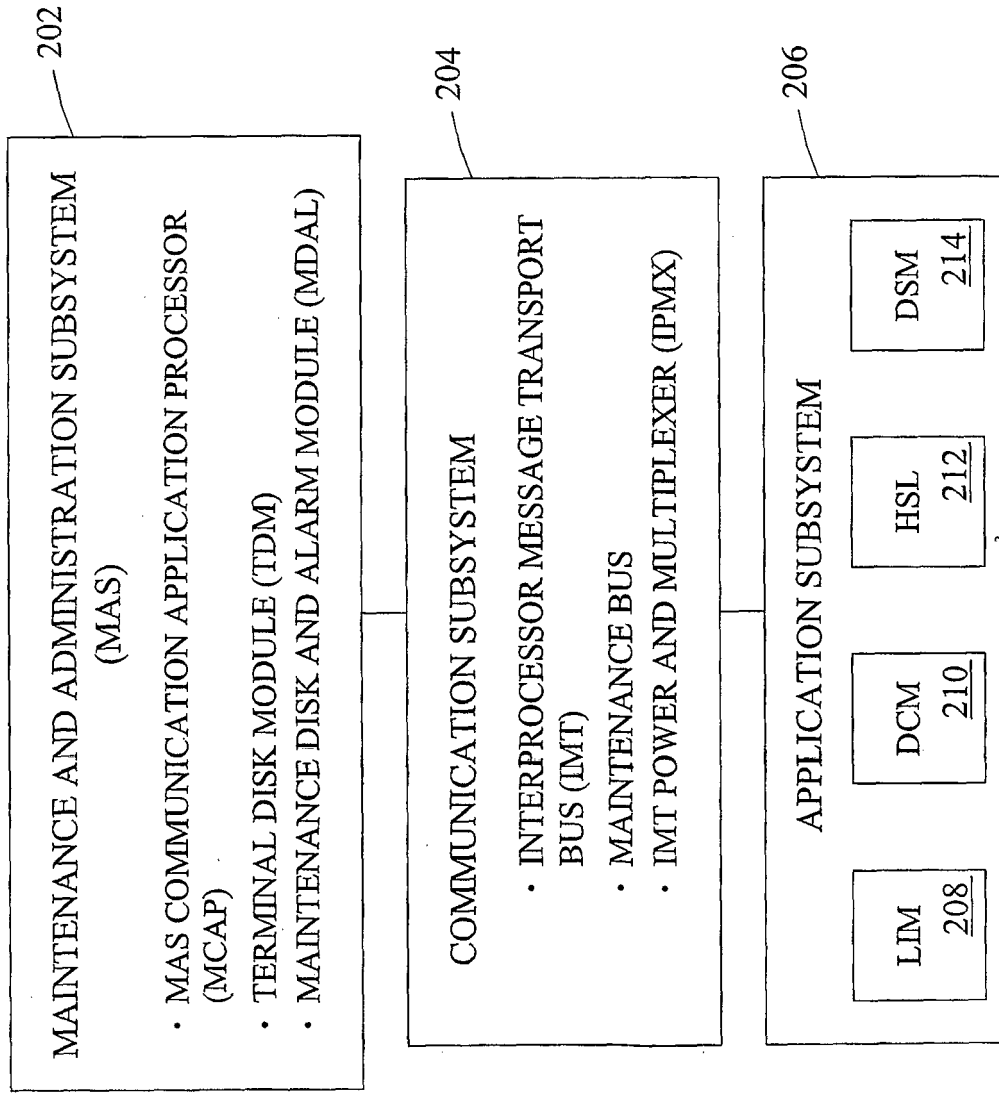 202
MAINTENANCE AND ADMINISTRATION SUBSYSTEM
(MAS)
· MAS COMMUNICATION APPLICATION PROCESSOR
(MCAP)
· TERMINAL DISK MODULE (TDM)
· MAINTENANCE DISK AND ALARM MODULE (MDAL)
204
COMMUNICATION SUBSYSTEM
· INTERPROCESSOR MESSAGE TRANSPORT
BUS (IMT)
· MAINTENANCE BUS
· IMT POWER AND MULTIPLEXER (IPMX)
206
APPLICATION SUBSYSTEM
LIM
208
DCM
210
HSL
212
DSM
214